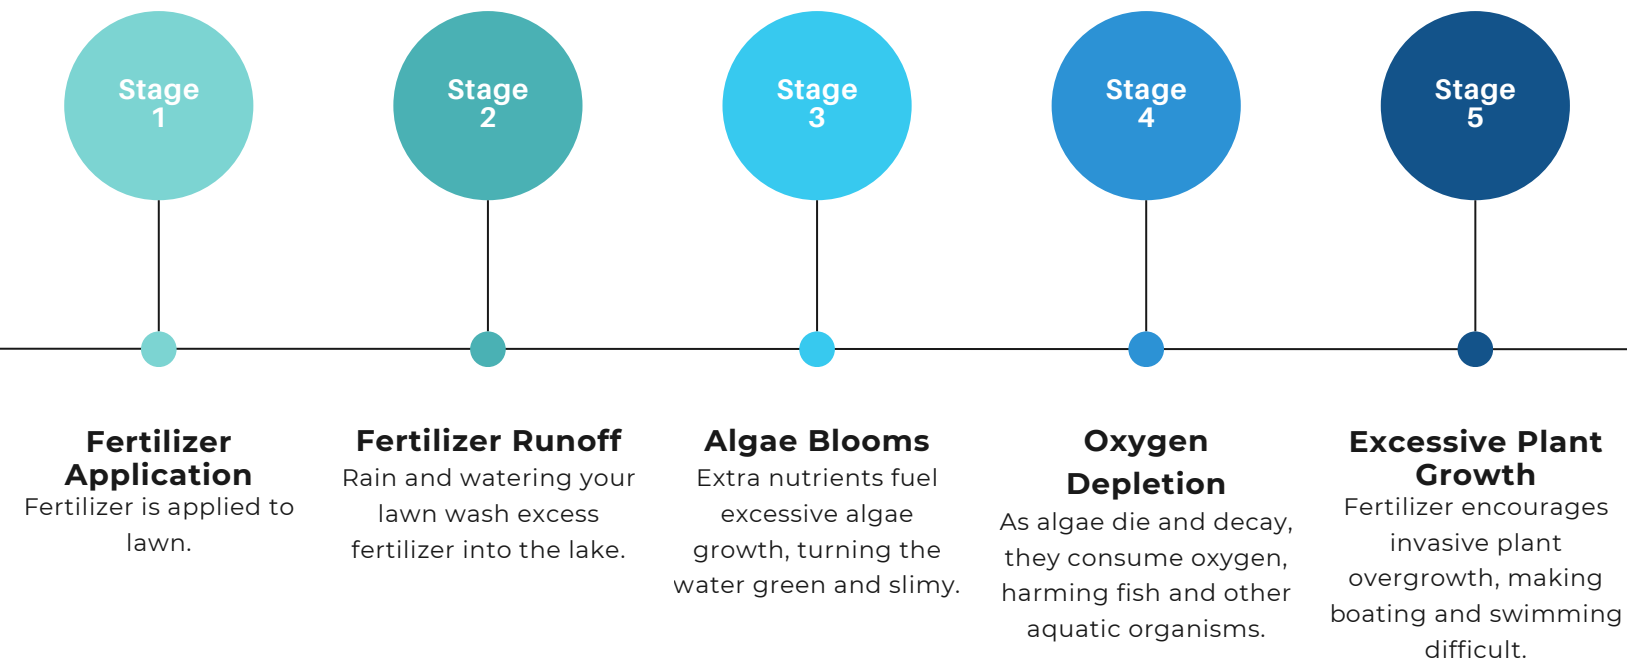 Stage
1
Stage
2
Stage
3
Stage
4
Stage
5
Fertilizer
Application
Fertilizer is applied to
lawn.
Fertilizer Runoff
Rain and watering your
lawn wash excess
fertilizer into the lake.
Algae Blooms
Extra nutrients fuel
excessive algae
growth, turning the
water green and slimy.
Oxygen
Depletion
As algae die and decay,
they consume oxygen,
harming fish and other
aquatic organisms.
Excessive Plant
Growth
Fertilizer encourages
invasive plant
overgrowth, making
boating and swimming
difficult.